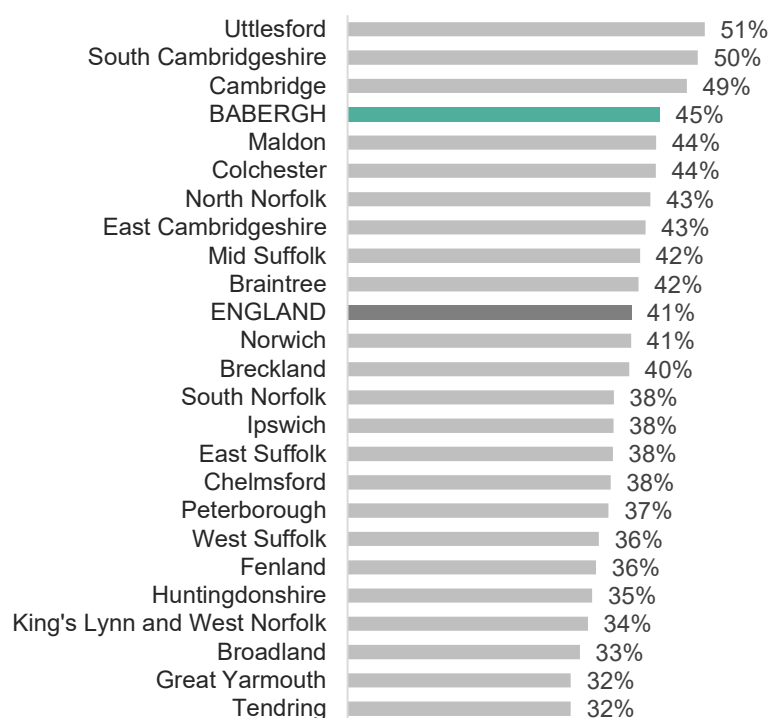 Uttlesford 51%
South Cambridgeshire 50%
Cambridge 49%
BABERGH 45%
Maldon 44%
Colchester 44%
North Norfolk 43%
East Cambridgeshire 43%
Mid Suffolk 42%
Braintree 42%
ENGLAND 41%
Norwich 41%
Breckland 40%
South Norfolk 38%
Ipswich 38%
East Suffolk 38%
Chelmsford 38%
Peterborough 37%
West Suffolk 36%
Fenland 36%
Huntingdonshire 35%
King's Lynn and West Norfolk 34%
Broadland 33%
Great Yarmouth 32%
Tendring 32%